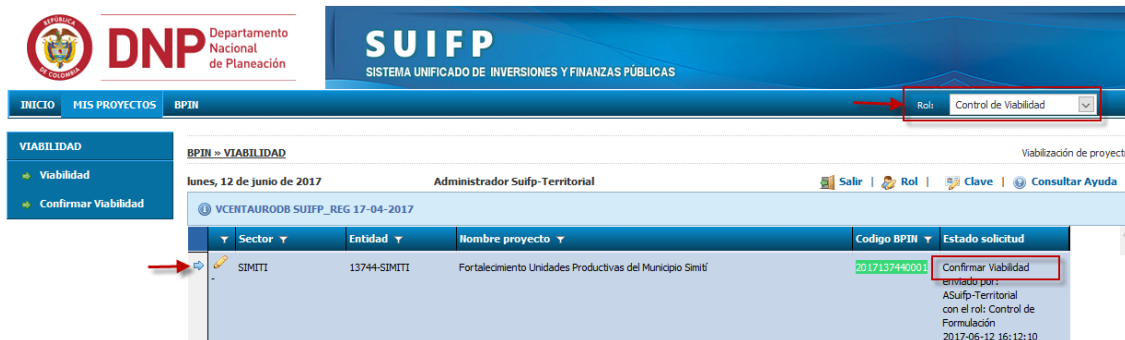 REPÚBLICA
DE COLOMBIA
DNP Departamento
Nacional
de Planeación
SUIFP
SISTEMA UNIFICADO DE INVERSIONES Y FINANZAS PÚBLICAS
INICIO MIS PROYECTOS BPIN Rol: Control de Viabilidad
VIABILIDAD
Viabilidad
Confirmar Viabilidad
BPIN » VIABILIDAD Viabilización de proyect
lunes, 12 de junio de 2017 Administrador Suifp-Territorial Salir | Rol | Clave | Consultar Ayuda
VCENTAURODB SUIFP_REG 17-04-2017
Sector Entidad Nombre proyecto Codigo BPIN Estado solicitud
SIMITI 13744-SIMITI Fortalecimiento Unidades Productivas del Municipio Simití 2017137440001 Confirmar Viabilidad
enviado por:
ASuifp-Territorial
con el rol: Control de
Formulación
2017-06-12 16:12:10